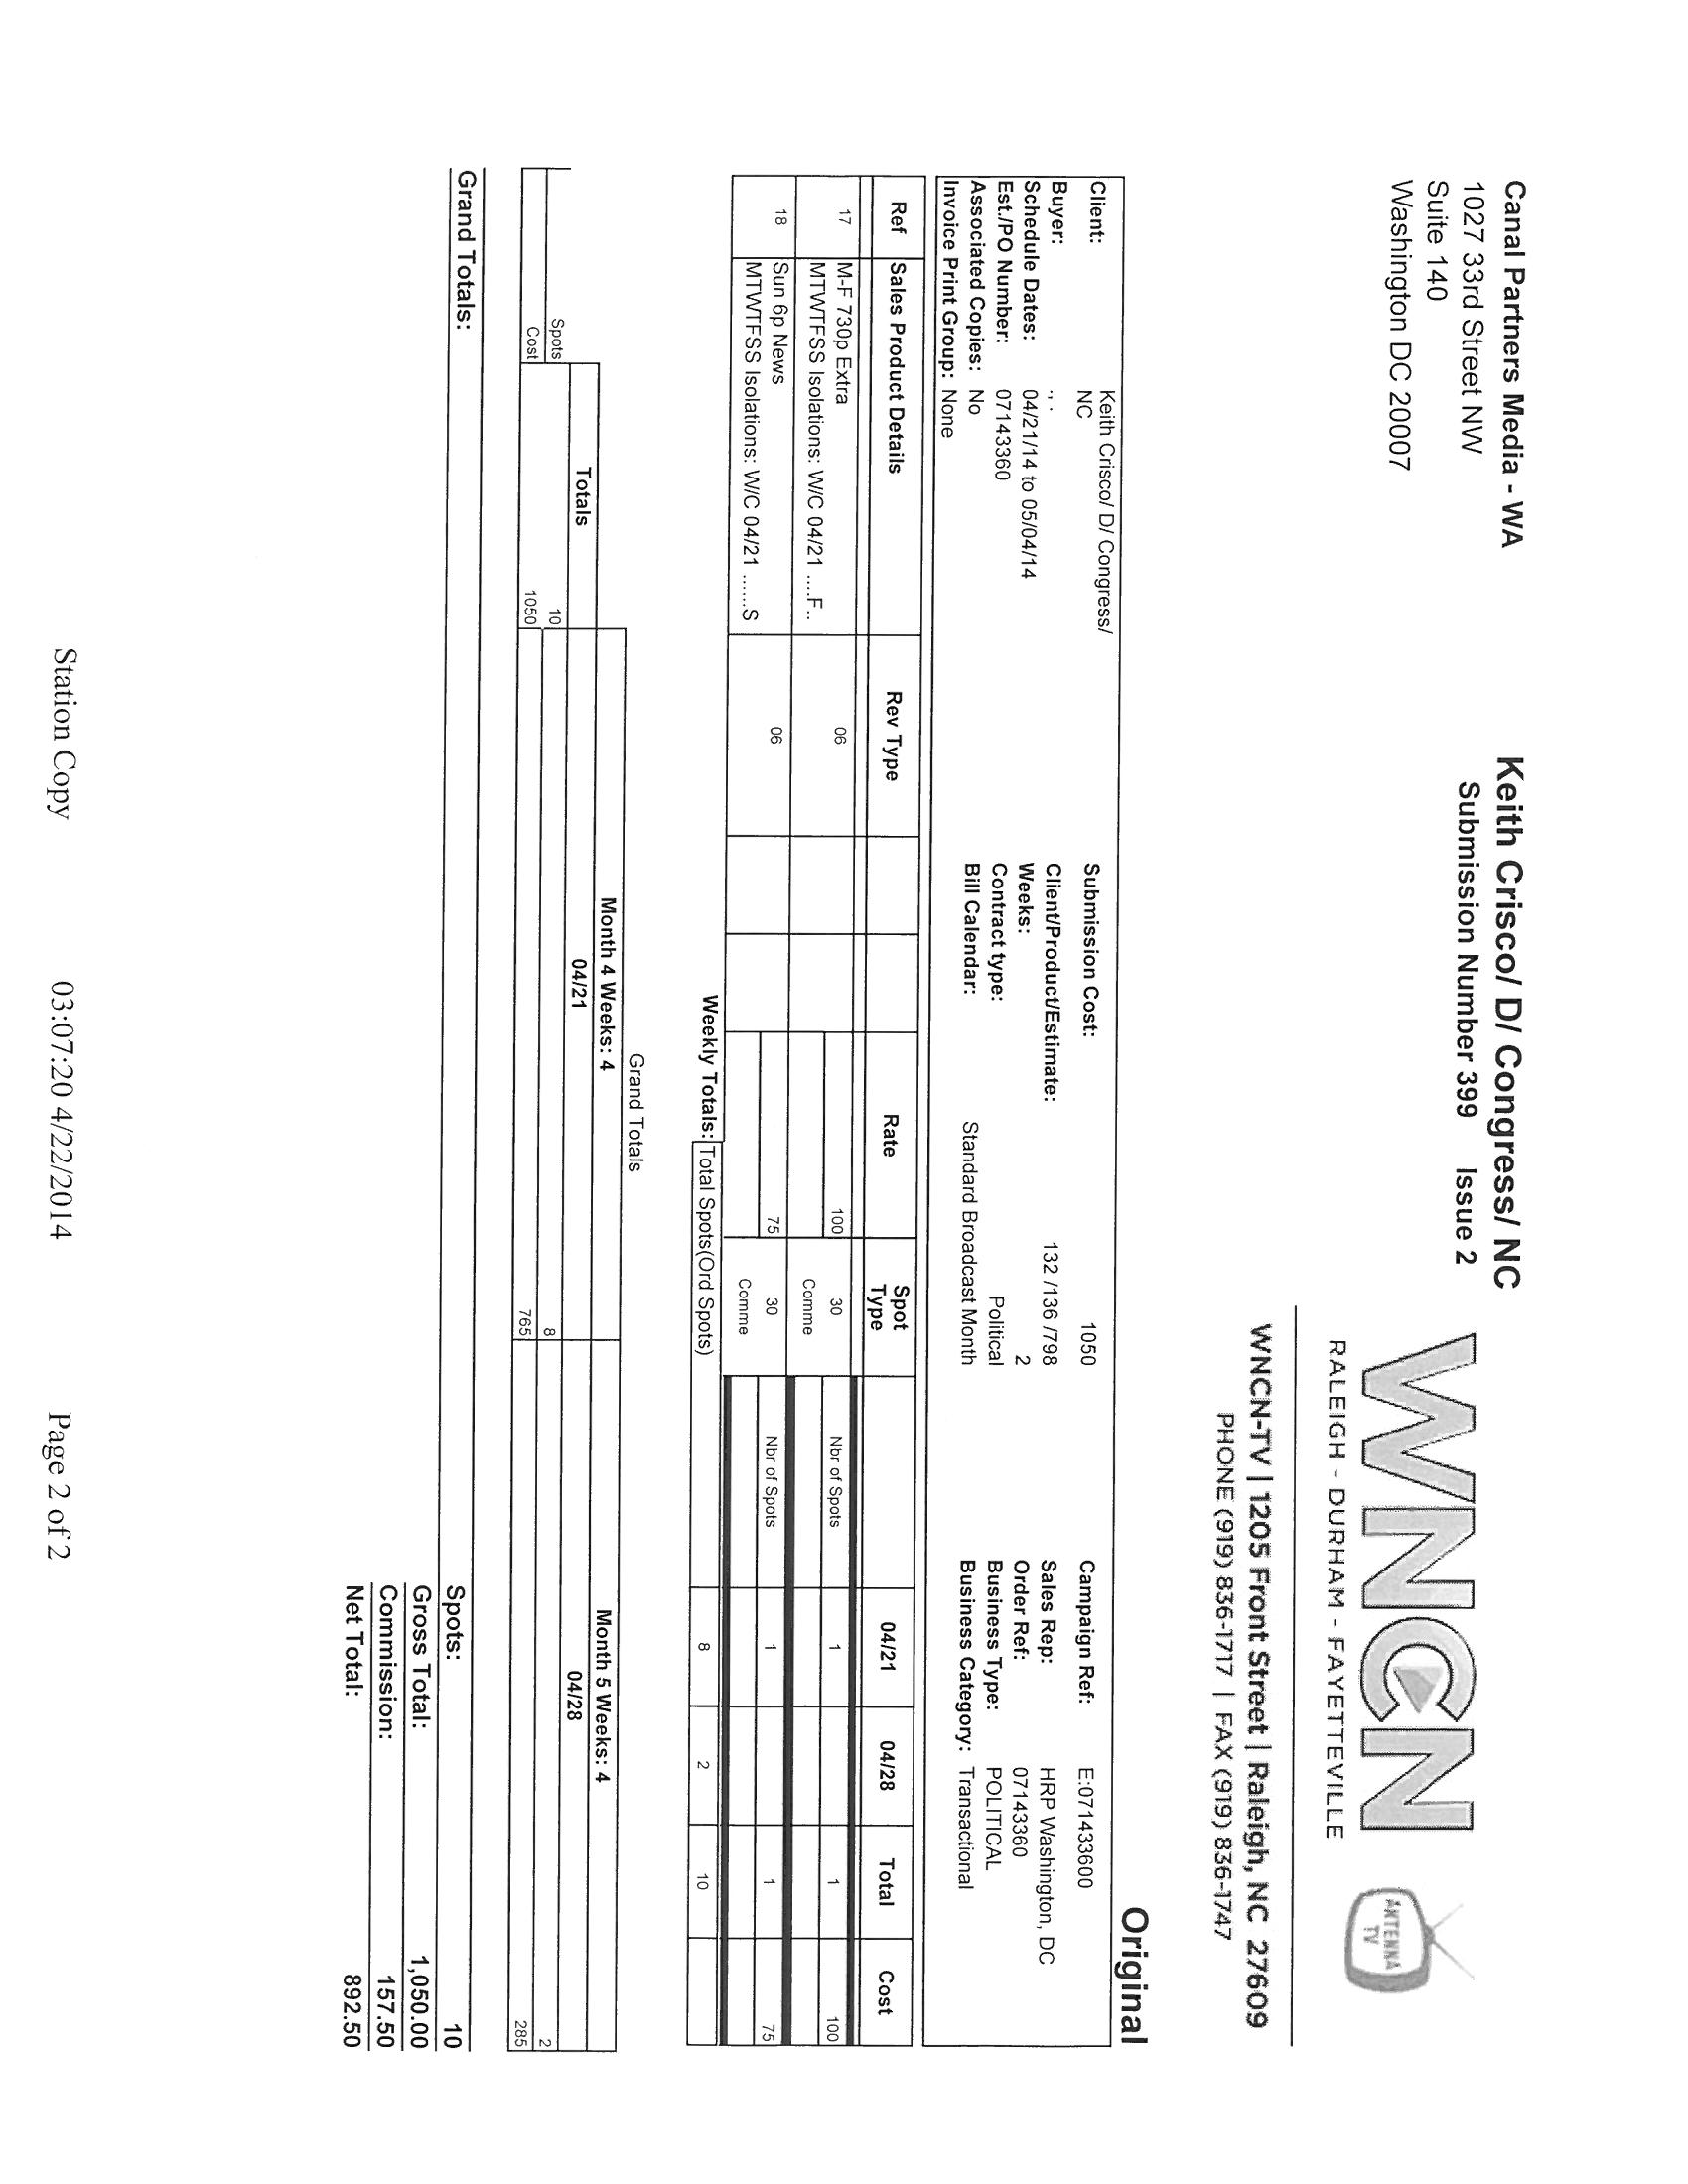 Canal Partners Media - WA
1027 33rd Street NW
Suite 140
Washington DC 20007
Keith Crisco/ D/ Congress/ NC
Submission Number 399 Issue 2
WNCN
RALEIGH - DURHAM - FAYETTEVILLE
ANTENNA
TV
WNCN-TV | 1205 Front Street | Raleigh, NC 27609
PHONE (919) 836-1717 | FAX (919) 836-1747
Original
Client: Keith Crisco/ D/ Congress/
NC
Buyer: ., .
Schedule Dates: 04/21/14 to 05/04/14
Est./PO Number: 07143360
Associated Copies: No
Invoice Print Group: None
Submission Cost: 1050
Client/Product/Estimate: 132 /136 /798
Weeks: 2
Contract type: Political
Bill Calendar: Standard Broadcast Month
Campaign Ref: E:071433600
Sales Rep: HRP Washington, DC
Order Ref: 07143360
Business Type: POLITICAL
Business Category: Transactional
Ref Sales Product Details Rev Type Rate Spot Type 04/21 04/28 Total Cost
17 M-F 730p Extra 06 100 30 Nbr of Spots 1 1 100
MTWTFSS Isolations: W/C 04/21 ....F.. Comme
18 Sun 6p News 06 75 30 Nbr of Spots 1 1 75
MTWTFSS Isolations: W/C 04/21 ......S Comme
Weekly Totals: Total Spots(Ord Spots) 8 2 10
Grand Totals
Month 4 Weeks: 4 Month 5 Weeks: 4
Totals 04/21 04/28
Spots 10 8 2
Cost 1050 765 285
Grand Totals:
Spots: 10
Gross Total: 1,050.00
Commission: 157.50
Net Total: 892.50
Station Copy 03:07:20 4/22/2014 Page 2 of 2